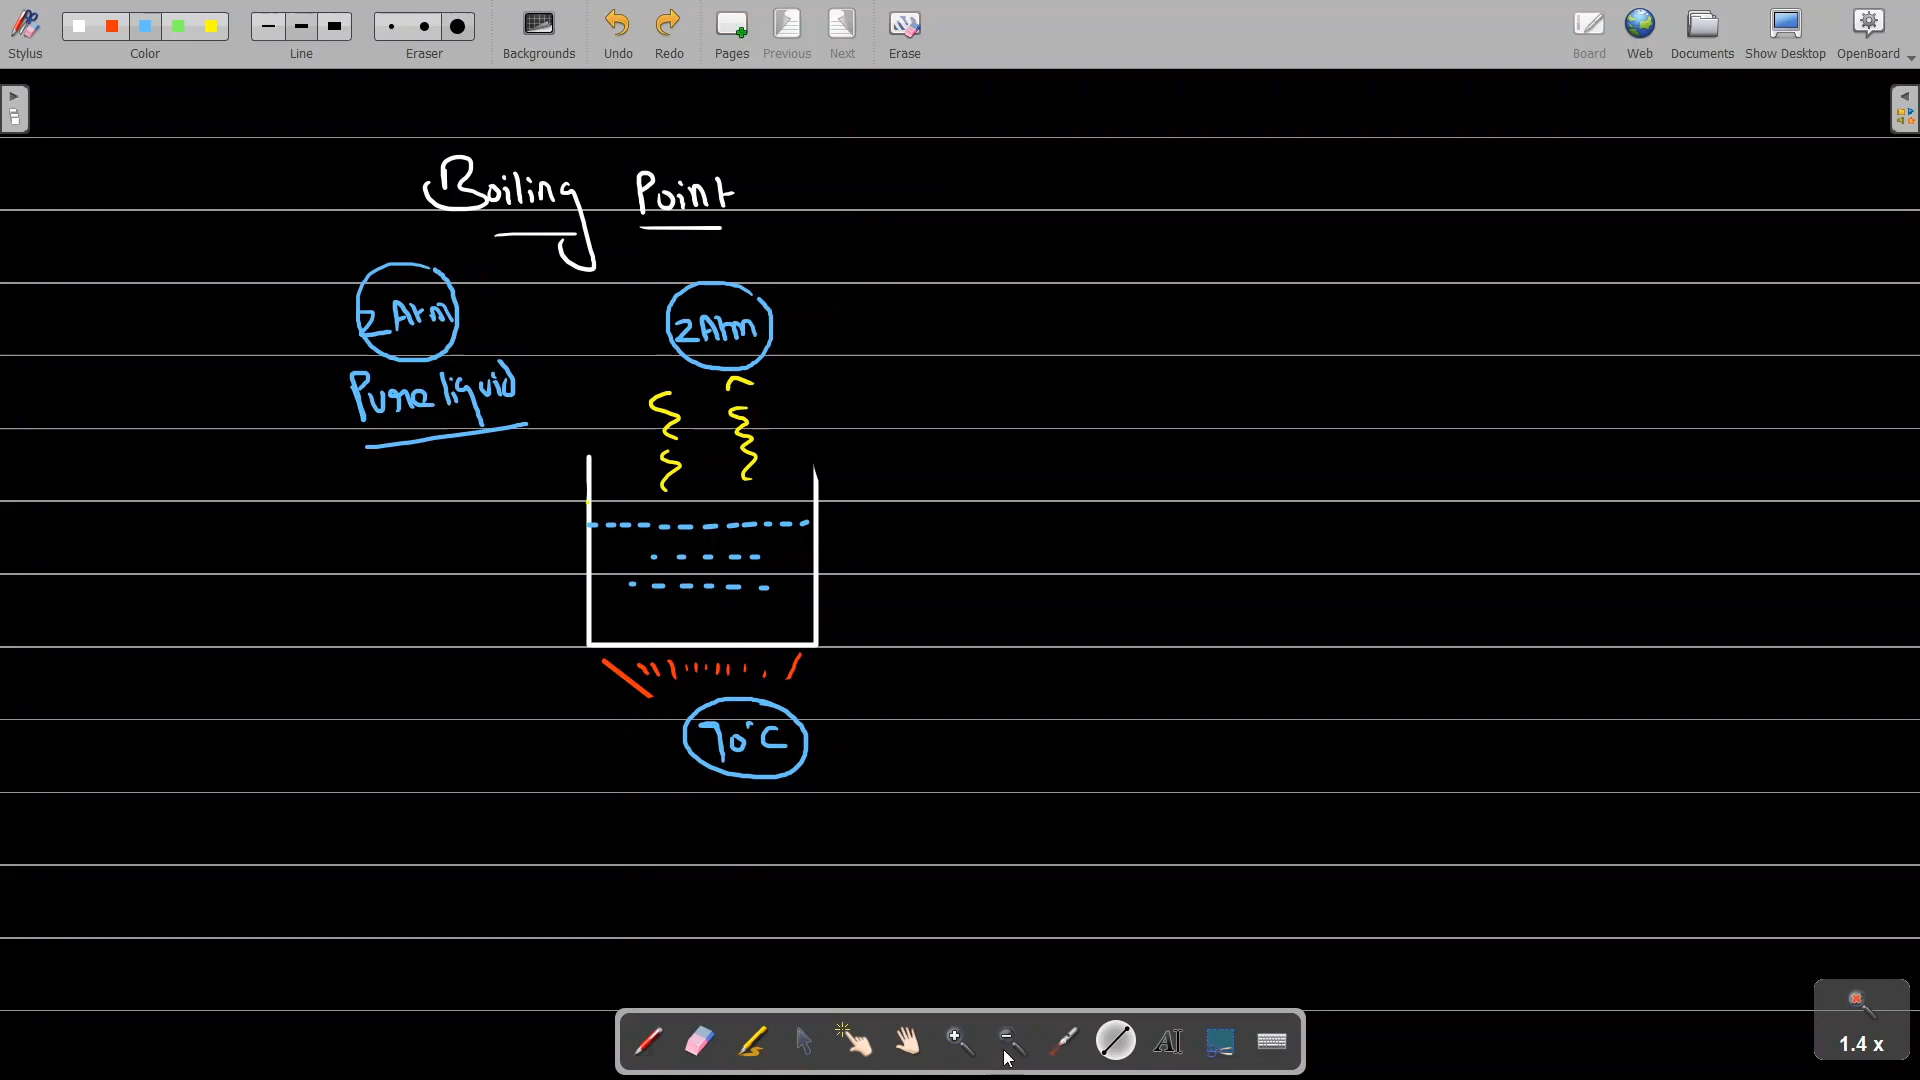 Stylus Color Line Eraser Backgrounds Undo Redo Pages Previous Next Erase Board Web Documents Show Desktop OpenBoard
Boiling Point
2 Atm 2 Atm
Pure liquid
70°C
1.4 x